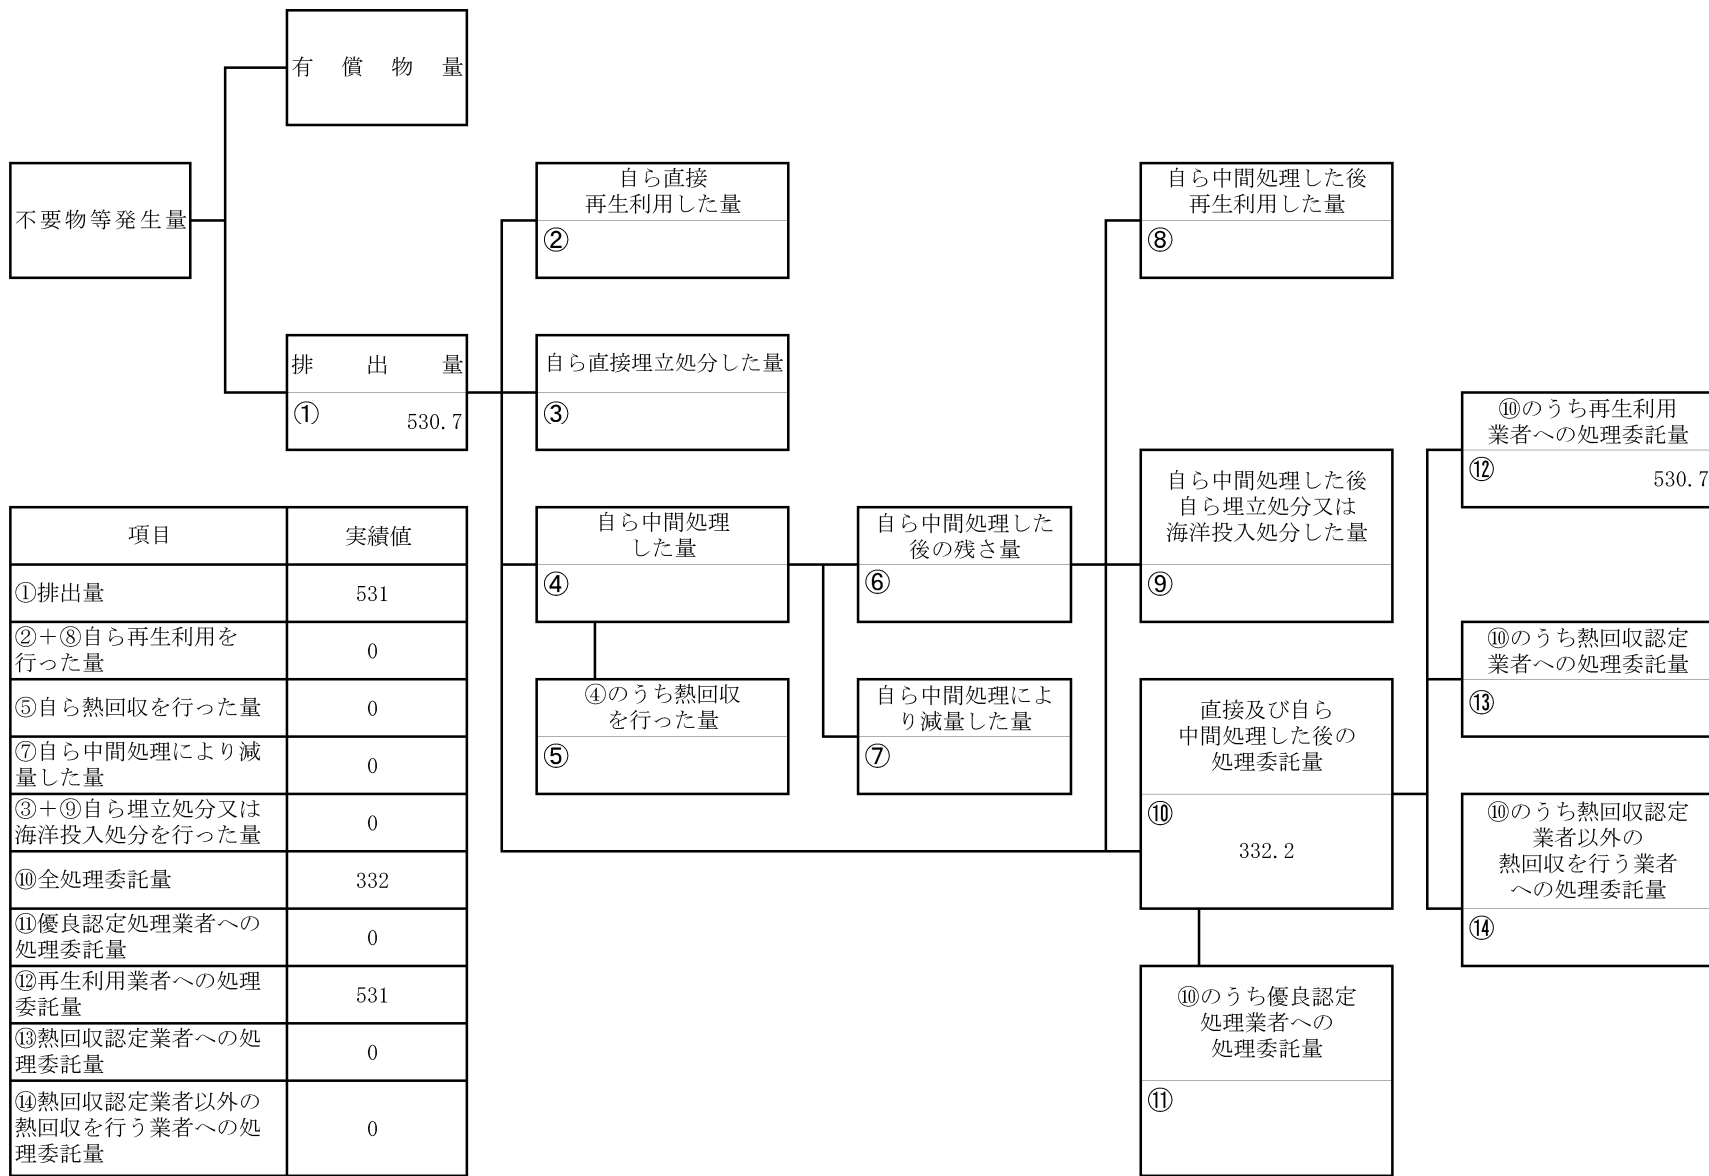 有償物量
不要物等発生量
排出量
①
530.7
自ら直接
再生利用した量
②
自ら直接埋立処分した量
③
自ら中間処理
した量
④
④のうち熱回収
を行った量
⑤
自ら中間処理した
後の残さ量
⑥
自ら中間処理によ
り減量した量
⑦
自ら中間処理した後
再生利用した量
⑧
自ら中間処理した後
自ら埋立処分又は
海洋投入処分した量
⑨
直接及び自ら
中間処理した後の
処理委託量
⑩
332.2
⑩のうち優良認定
処理業者への
処理委託量
⑪
⑩のうち再生利用
業者への処理委託量
⑫
530.7
⑩のうち熱回収認定
業者への処理委託量
⑬
⑩のうち熱回収認定
業者以外の
熱回収を行う業者
への処理委託量
⑭
項目 実績値
①排出量 531
②＋⑧自ら再生利用を
行った量 0
⑤自ら熱回収を行った量 0
⑦自ら中間処理により減
量した量 0
③＋⑨自ら埋立処分又は
海洋投入処分を行った量 0
⑩全処理委託量 332
⑪優良認定処理業者への
処理委託量 0
⑫再生利用業者への処理
委託量 531
⑬熱回収認定業者への処
理委託量 0
⑭熱回収認定業者以外の
熱回収を行う業者への処
理委託量 0